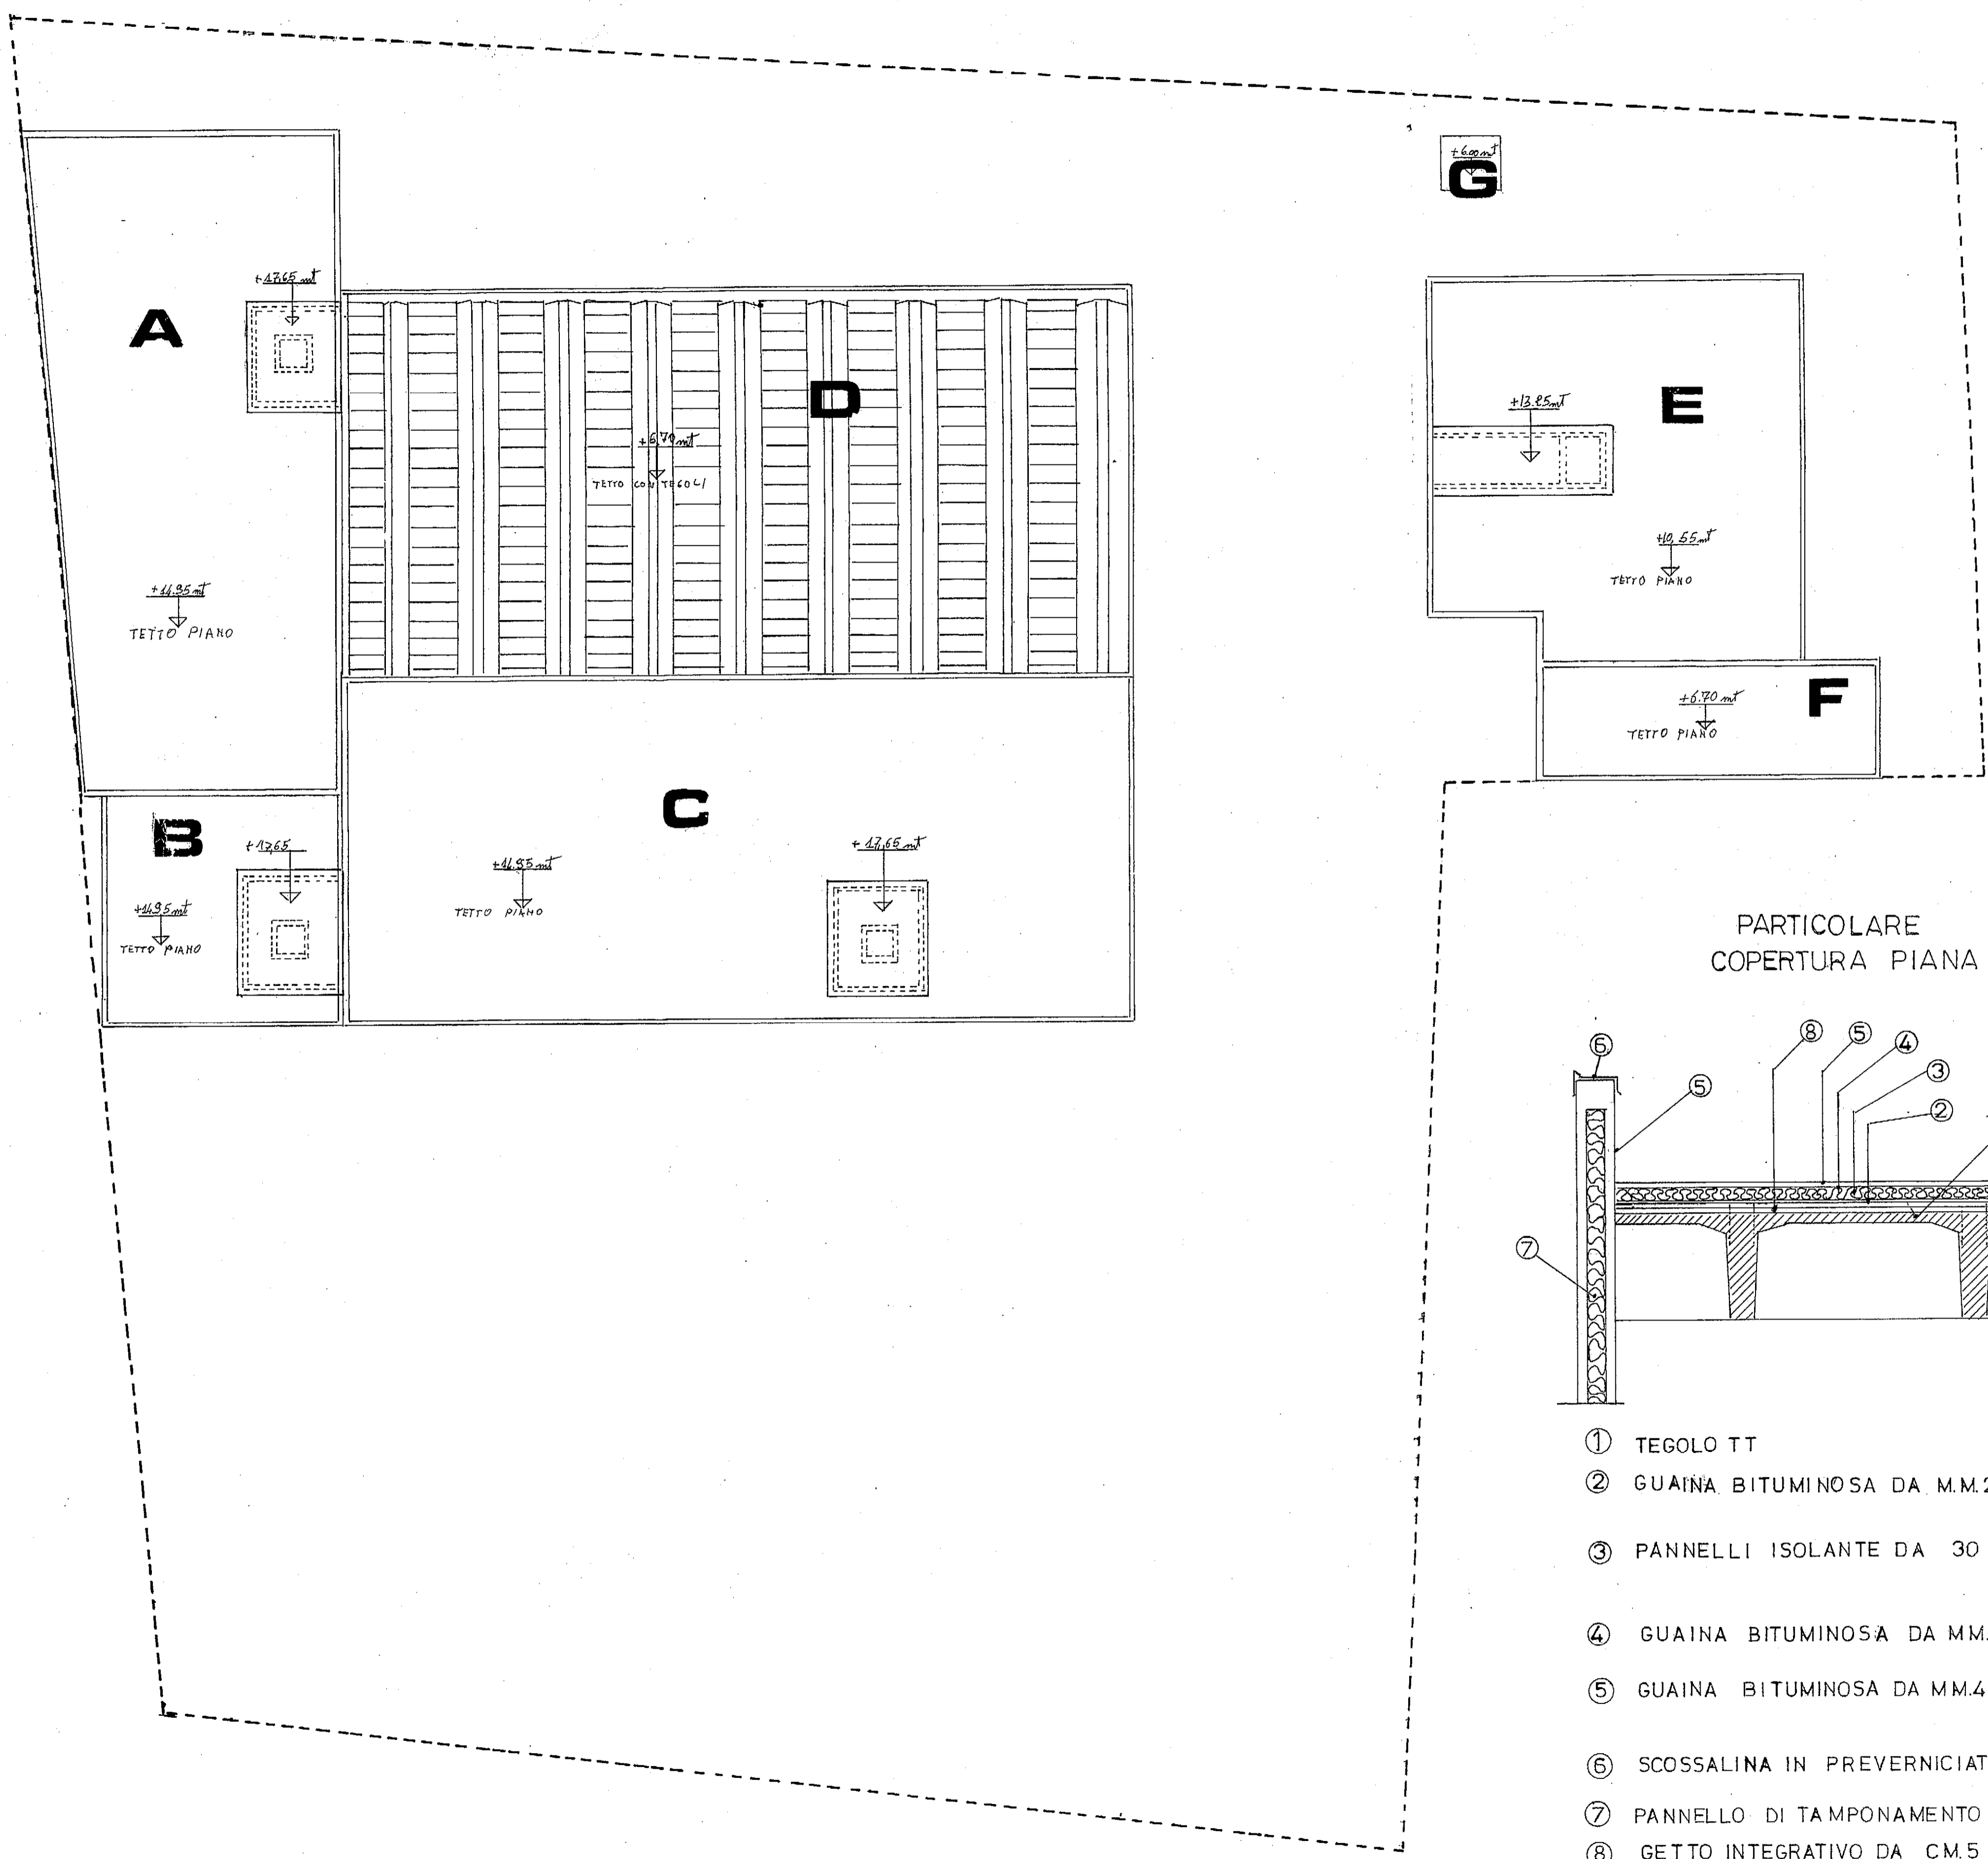 +6.00 mt
G
+17.65 mt
A
D
+13.25 mt
E
+6.70 mt
TETTO CON TEGOLI
+10,55 mt
TETTO PIANO
+14.95 mt
TETTO PIANO
+6.70 mt
F
TETTO PIANO
C
B
+17,65
+17,65 mt
+14.95 mt
TETTO PIANO
+14.95 mt
TETTO PIANO
PARTICOLARE
COPERTURA PIANA
8
5
4
6
3
5
2
7
1 TEGOLO TT
2 GUAINA BITUMINOSA DA M.M.2
3 PANNELLI ISOLANTE DA 30
4 GUAINA BITUMINOSA DA MM.
5 GUAINA BITUMINOSA DA MM.4
6 SCOSSALINA IN PREVERNICIAT
7 PANNELLO DI TAMPONAMENTO
8 GETTO INTEGRATIVO DA CM.5